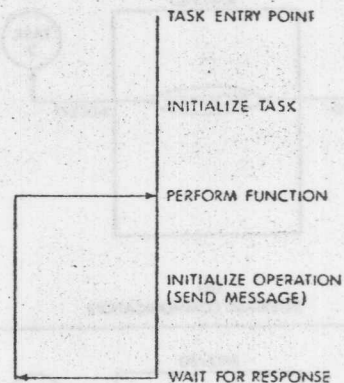 TASK ENTRY POINT
INITIALIZE TASK
PERFORM FUNCTION
INITIALIZE OPERATION
(SEND MESSAGE)
WAIT FOR RESPONSE